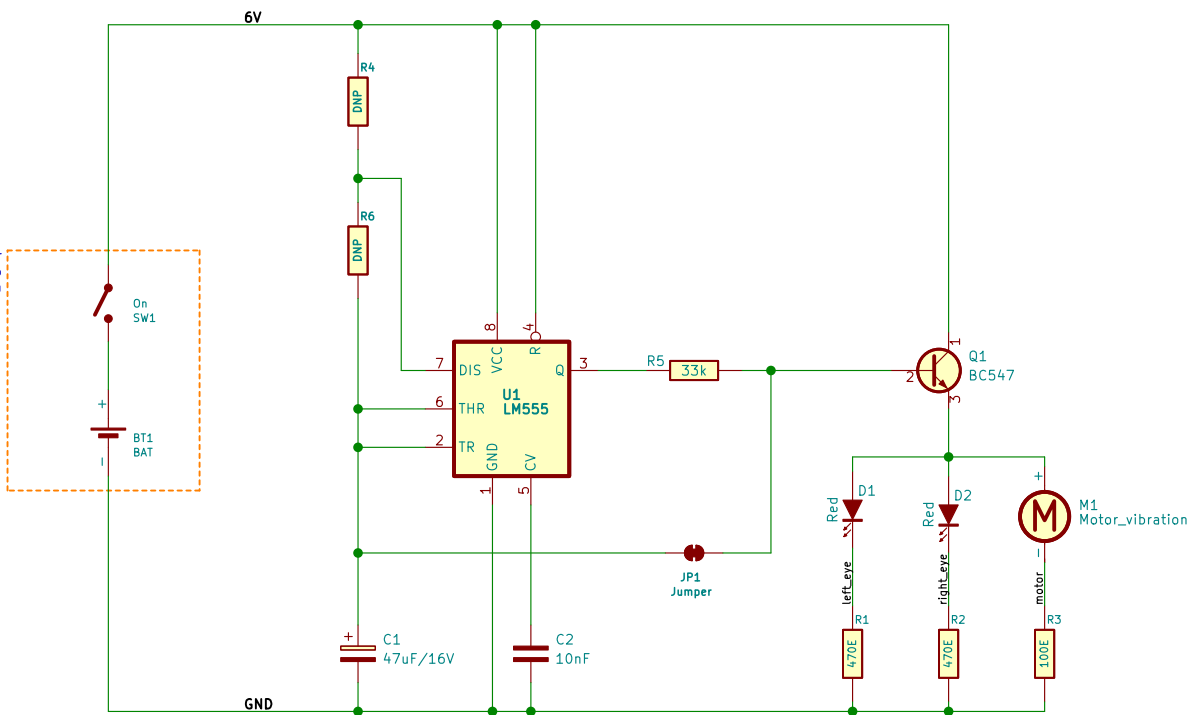 6V
R4
DNP
R6
DNP
On
SW1
+
BT1
BAT
-
8
4
VCC
R
7
DIS
Q
3
6
THR
2
TR
U1
LM555
GND
CV
1
5
R5
33k
1
Q1
2
BC547
3
JP1
Jumper
D1
Red
D2
Red
+
M
M1
Motor_vibration
-
left_eye
right_eye
motor
+
C1
47uF/16V
C2
10nF
R1
470E
R2
470E
R3
100E
GND